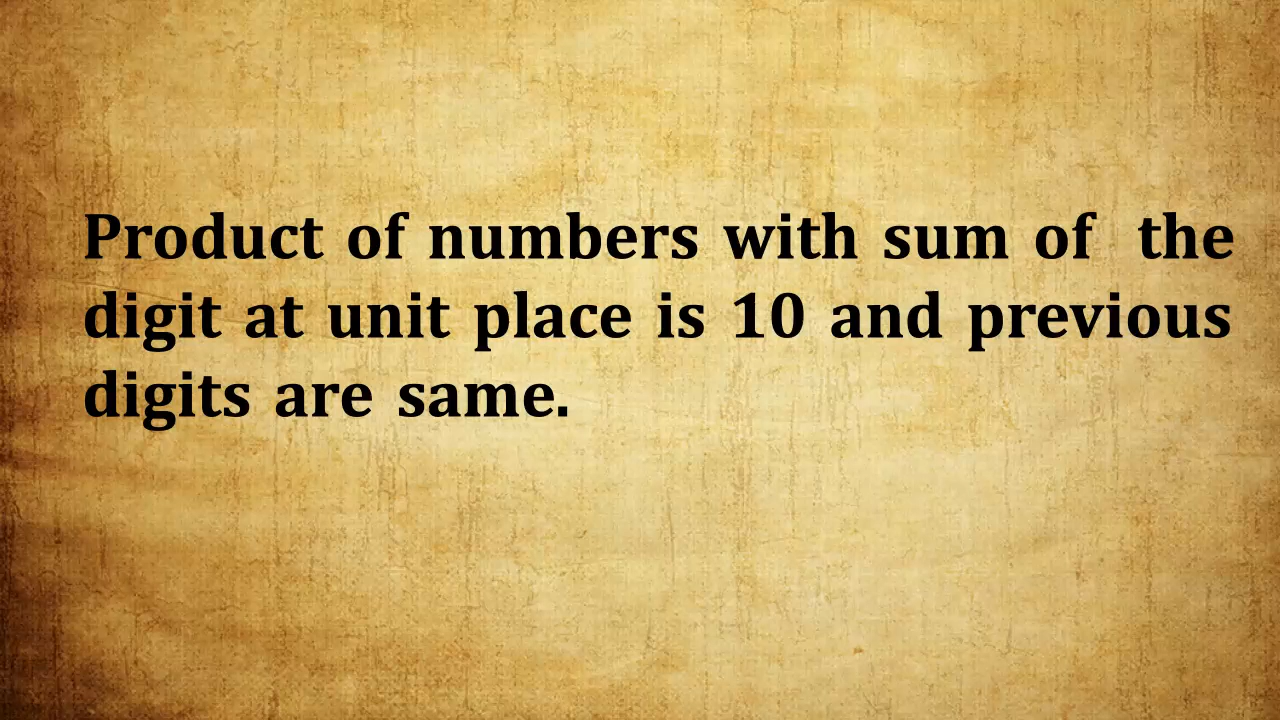 Product of numbers with sum of the
digit at unit place is 10 and previous
digits are same.